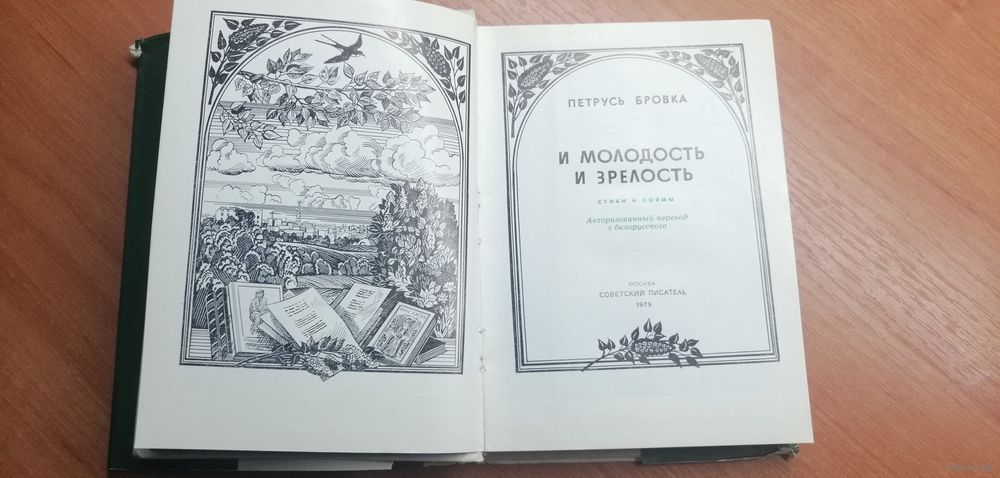 ПЕТРУСЬ БРОВКА
И МОЛОДОСТЬ
И ЗРЕЛОСТЬ
СТИХИ И ПОЭМЫ
Авторизованный перевод
с белорусского
МОСКВА
СОВЕТСКИЙ ПИСАТЕЛЬ
1979